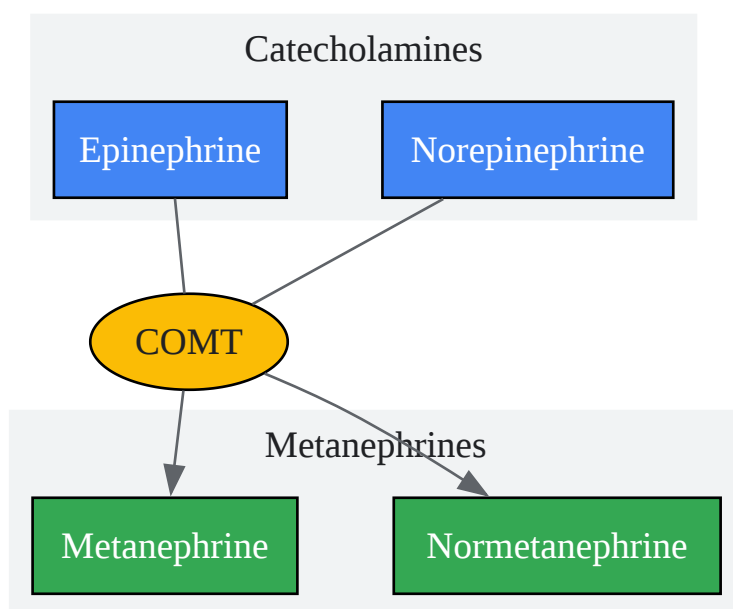 Catecholamines
Epinephrine
Norepinephrine
COMT
Metanephrines
Metanephrine
Normetanephrine